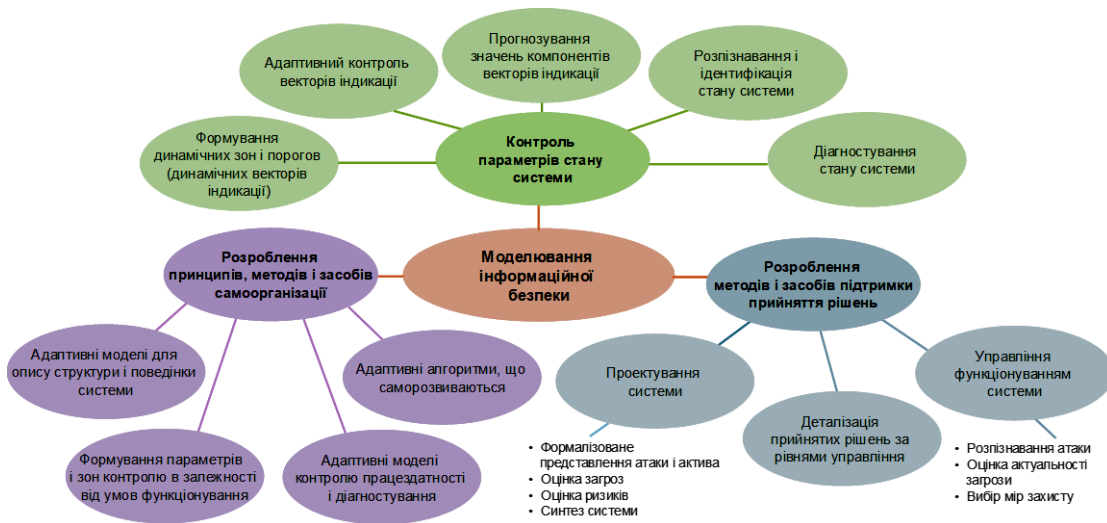 Прогнозування
значень компонентів
векторів індикації
Адаптивний контроль
векторів індикації
Розпізнавання і
ідентифікація
стану системи
Формування
динамічних зон і порогов
(динамічних векторів
індикації)
Контроль
параметрів стану
системи
Діагностування
стану системи
Розроблення
принципів, методів і засобів
самоорганізації
Моделювання
інформаційної
безпеки
Розроблення
методів і засобів підтримки
прийняття рішень
Адаптивні моделі для
опису структури і поведінки
системи
Адаптивні алгоритми, що
саморозвиваються
Проектування
системи
Управління
функціонуванням
системи
Формування параметрів
і зон контролю в залежності
від умов функціонування
Адаптивні моделі
контролю працездатності
і діагностування
Деталізація
прийнятих рішень за
рівнями управління
• Формалізоване
представлення атаки і актива
• Оцінка загроз
• Оцінка ризиків
• Синтез системи
• Розпізнавання атаки
• Оцінка актуальності
загрози
• Вибір мір захисту